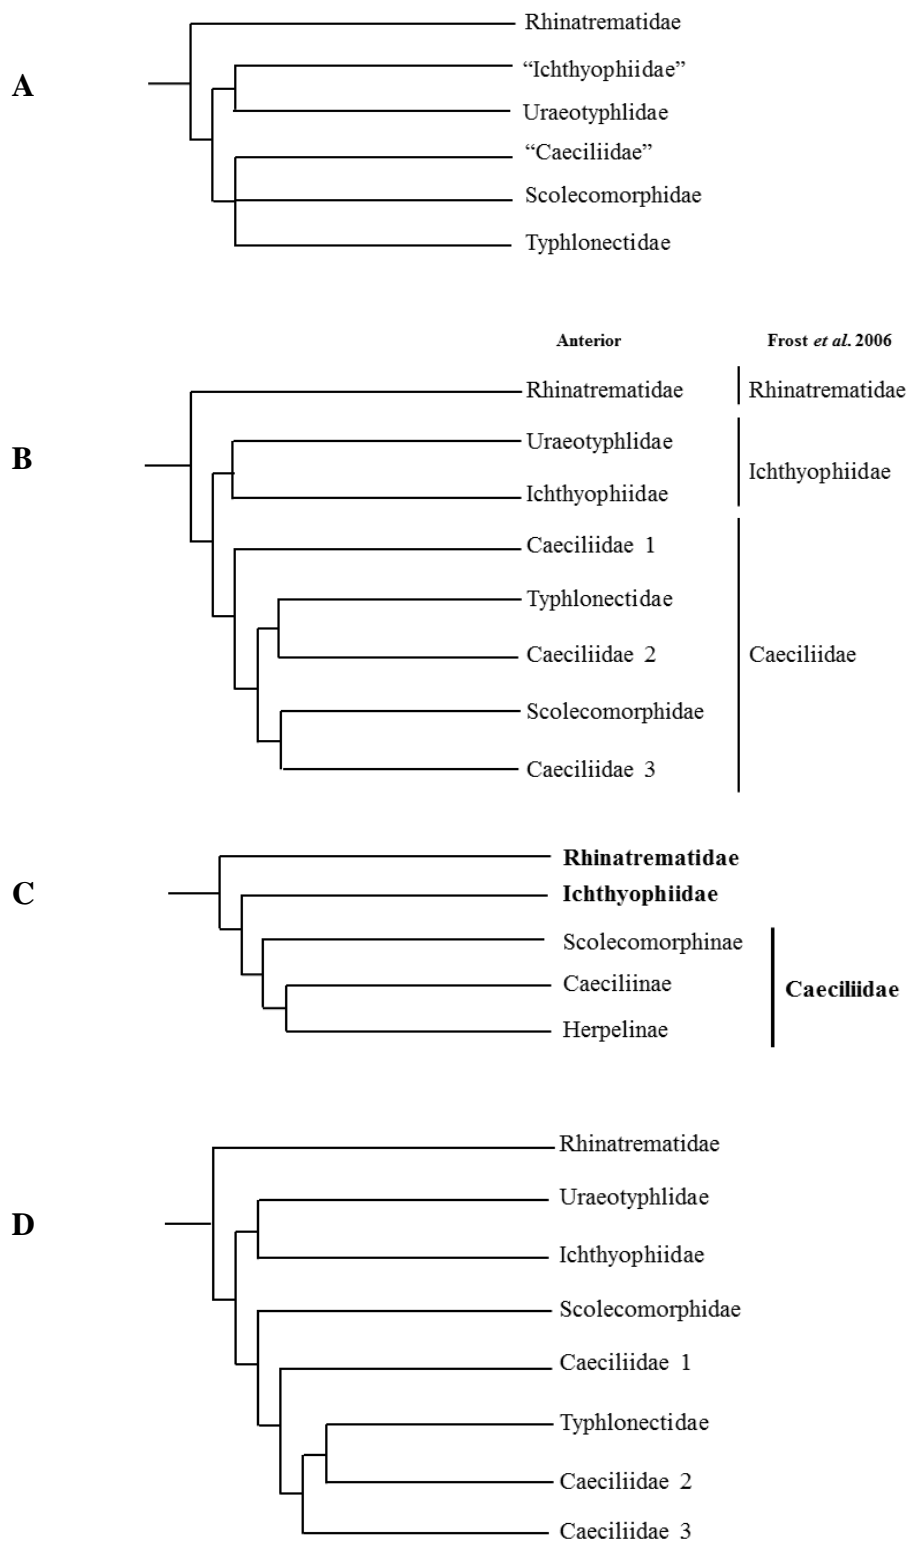 A
Rhinatrematidae
“Ichthyophiidae”
Uraeotyphlidae
“Caeciliidae”
Scolecomorphidae
Typhlonectidae
B
Anterior
Frost et al. 2006
Rhinatrematidae
Rhinatrematidae
Uraeotyphlidae
Ichthyophiidae
Ichthyophiidae
Caeciliidae 1
Typhlonectidae
Caeciliidae 2
Caeciliidae
Scolecomorphidae
Caeciliidae 3
C
Rhinatrematidae
Ichthyophiidae
Scolecomorphinae
Caeciliinae
Herpelinae
Caeciliidae
D
Rhinatrematidae
Uraeotyphlidae
Ichthyophiidae
Scolecomorphidae
Caeciliidae 1
Typhlonectidae
Caeciliidae 2
Caeciliidae 3